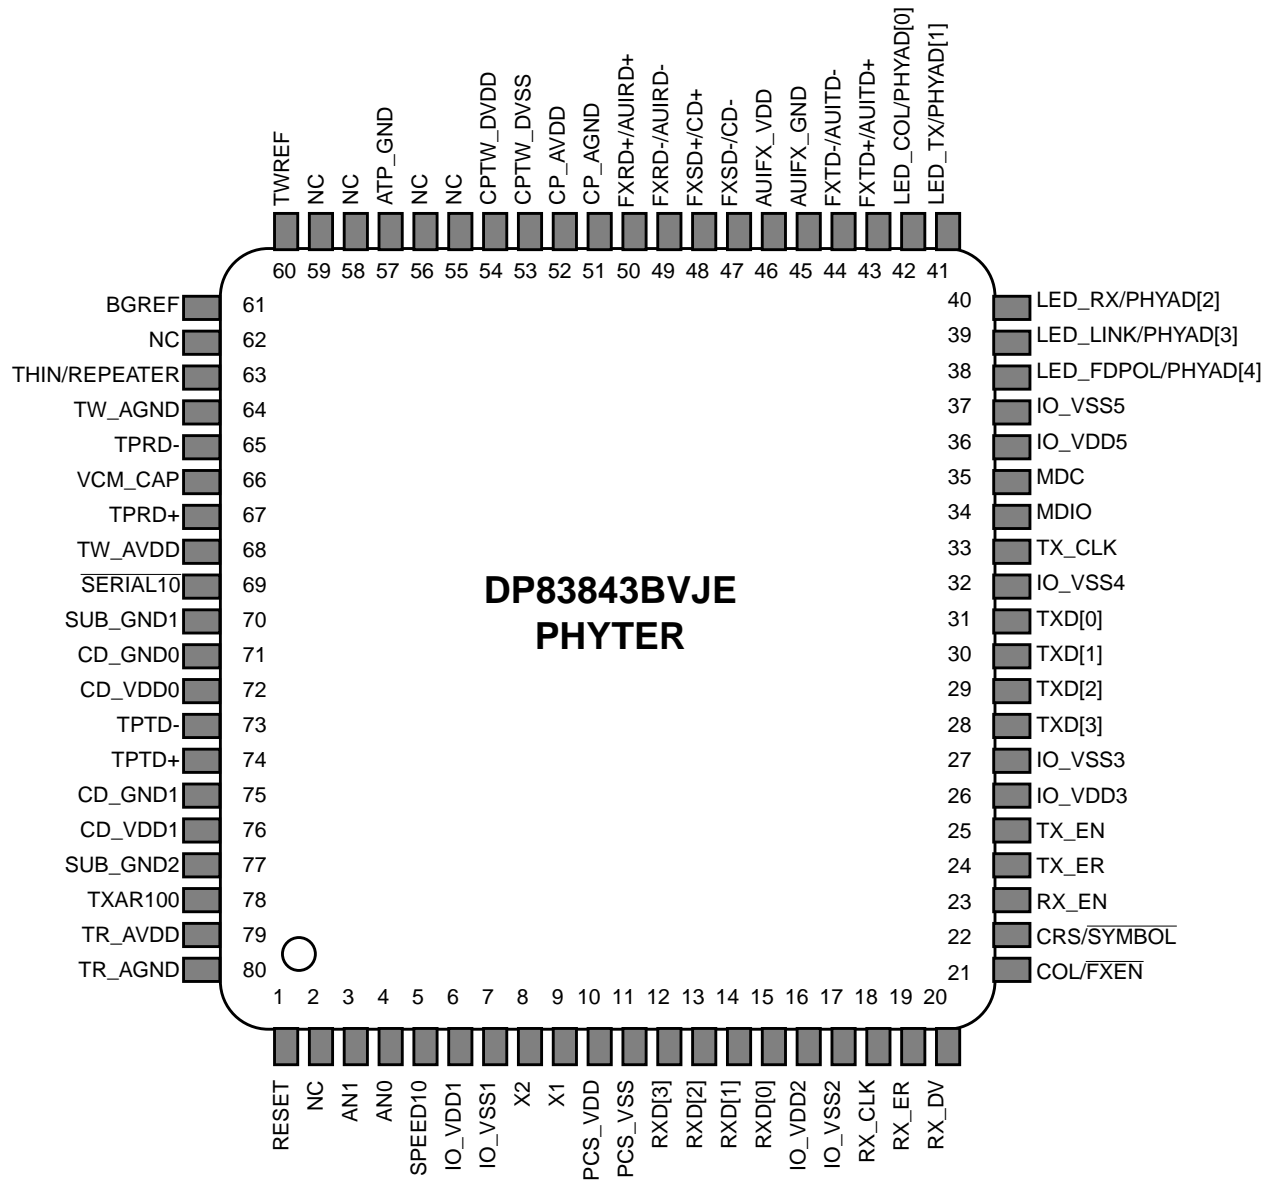 TWREF
NC
NC
ATP_GND
NC
NC
CPTW_DVDD
CPTW_DVSS
CP_AVDD
CP_AGND
FXRD+/AUIRD+
FXRD-/AUIRD-
FXSD+/CD+
FXSD-/CD-
AUIFX_VDD
AUIFX_GND
FXTD-/AUITD-
FXTD+/AUITD+
LED_COL/PHYAD[0]
LED_TX/PHYAD[1]
60 59 58 57 56 55 54 53 52 51 50 49 48 47 46 45 44 43 42 41
BGREF 61
NC 62
THIN/REPEATER 63
TW_AGND 64
TPRD- 65
VCM_CAP 66
TPRD+ 67
TW_AVDD 68
SERIAL10 69
SUB_GND1 70
CD_GND0 71
CD_VDD0 72
TPTD- 73
TPTD+ 74
CD_GND1 75
CD_VDD1 76
SUB_GND2 77
TXAR100 78
TR_AVDD 79
TR_AGND 80
DP83843BVJE
PHYTER
40 LED_RX/PHYAD[2]
39 LED_LINK/PHYAD[3]
38 LED_FDPOL/PHYAD[4]
37 IO_VSS5
36 IO_VDD5
35 MDC
34 MDIO
33 TX_CLK
32 IO_VSS4
31 TXD[0]
30 TXD[1]
29 TXD[2]
28 TXD[3]
27 IO_VSS3
26 IO_VDD3
25 TX_EN
24 TX_ER
23 RX_EN
22 CRS/SYMBOL
21 COL/FXEN
1 2 3 4 5 6 7 8 9 10 11 12 13 14 15 16 17 18 19 20
RESET
NC
AN1
AN0
SPEED10
IO_VDD1
IO_VSS1
X2
X1
PCS_VDD
PCS_VSS
RXD[3]
RXD[2]
RXD[1]
RXD[0]
IO_VDD2
IO_VSS2
RX_CLK
RX_ER
RX_DV